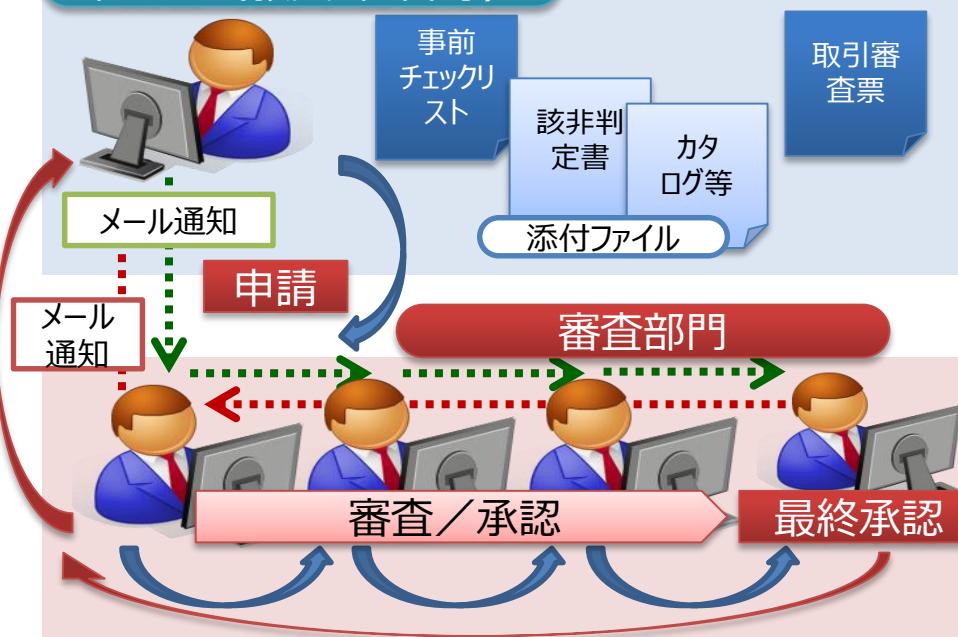 事前
チェックリ
スト
取引審
査票
該非判
定書
カタ
ログ等
添付ファイル
メール通知
申請
メール
通知
審査部門
審査／承認
最終承認